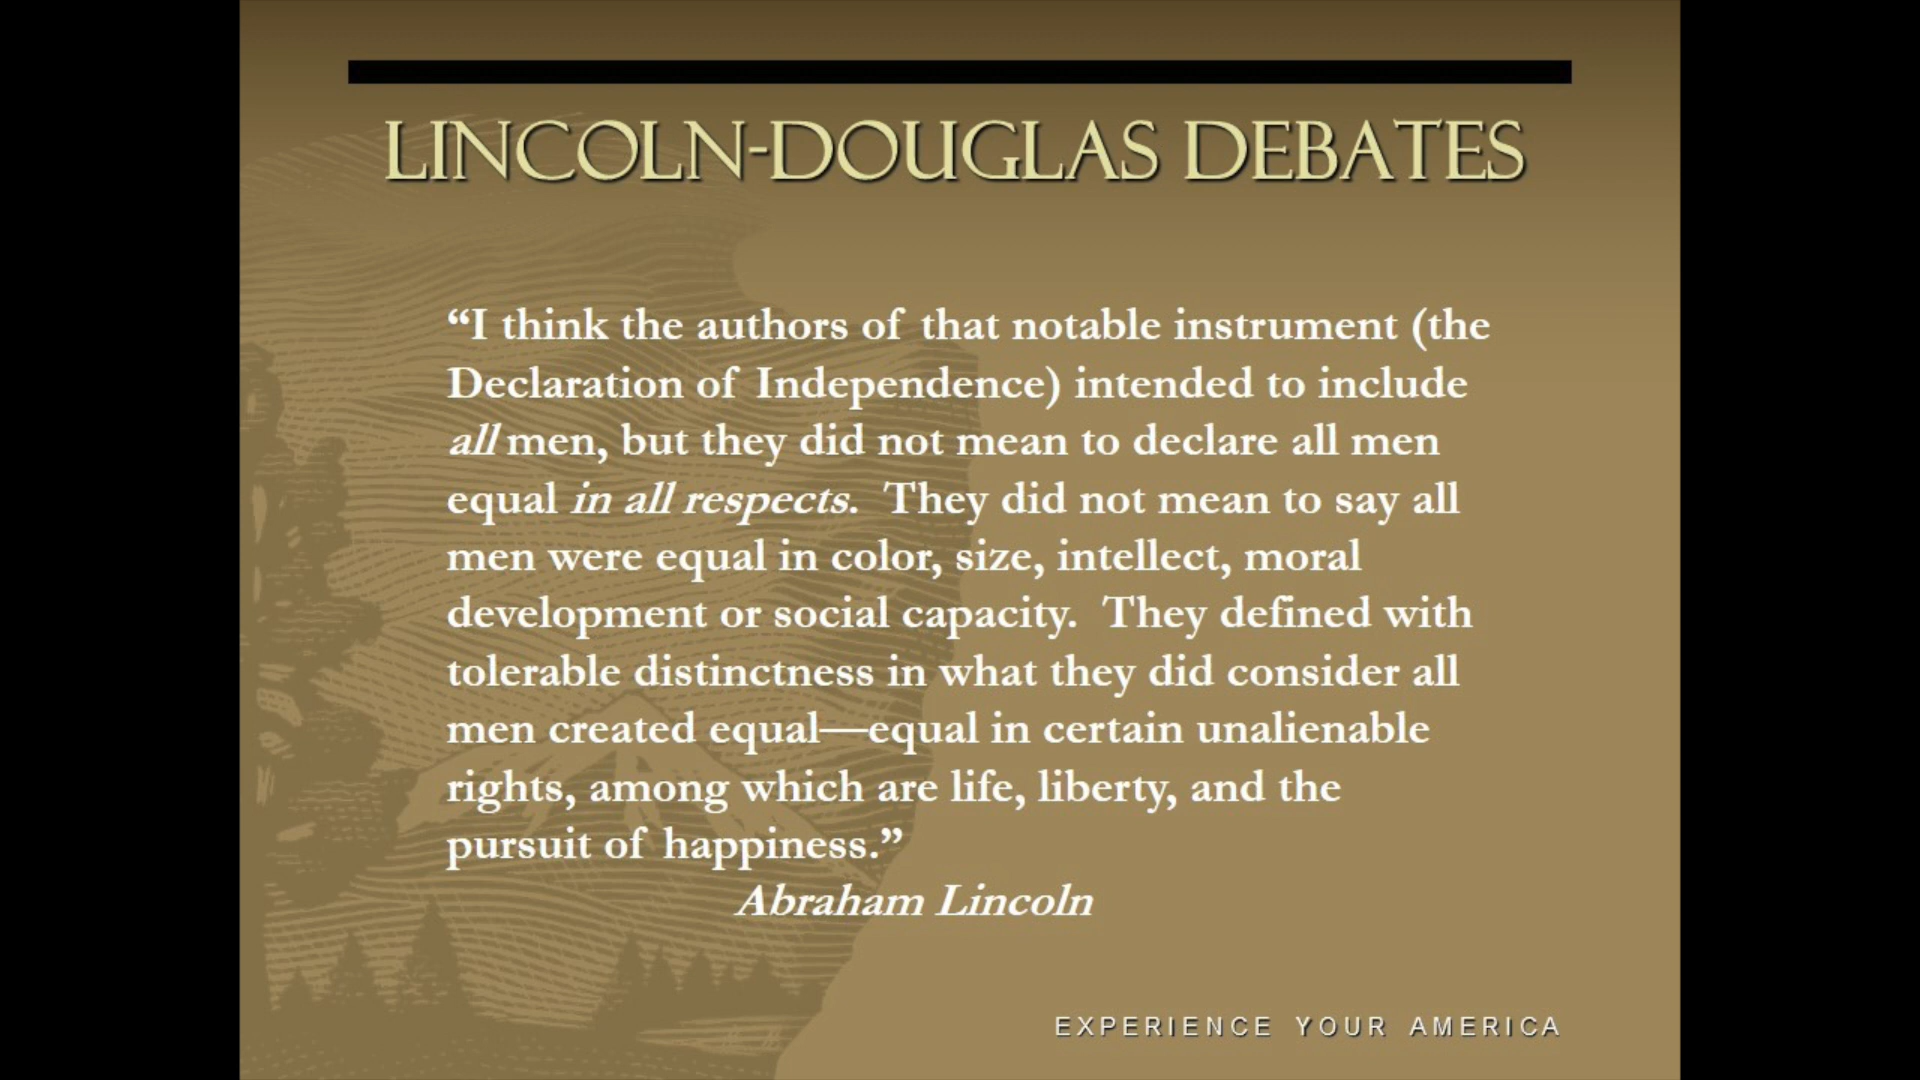 LINCOLN-DOUGLAS DEBATES
“I think the authors of that notable instrument (the
Declaration of Independence) intended to include
all men, but they did not mean to declare all men
equal in all respects. They did not mean to say all
men were equal in color, size, intellect, moral
development or social capacity. They defined with
tolerable distinctness in what they did consider all
men created equal—equal in certain unalienable
rights, among which are life, liberty, and the
pursuit of happiness.”
Abraham Lincoln
EXPERIENCE YOUR AMERICA